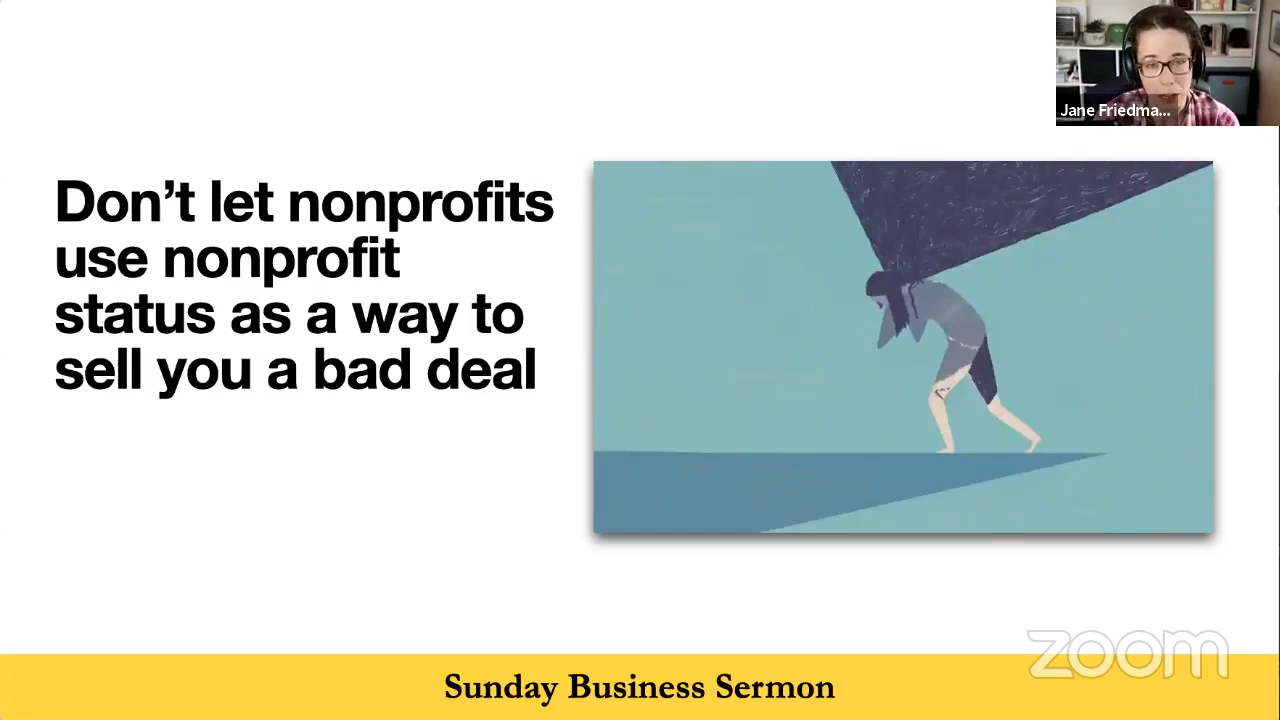 Jane Friedma...
Don't let nonprofits
use nonprofit
status as a way to
sell you a bad deal
zoom
Sunday Business Sermon